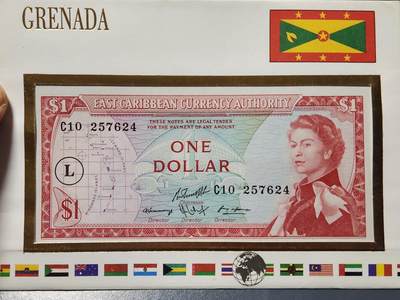 GRENADA
$1 EAST CARIBBEAN CURRENCY AUTHORITY $1
C10 257624
THESE NOTES ARE LEGAL TENDER
FOR THE PAYMENT OF ANY AMOUNT
ONE
DOLLAR
L
C10 257624
$1
Director Director Director